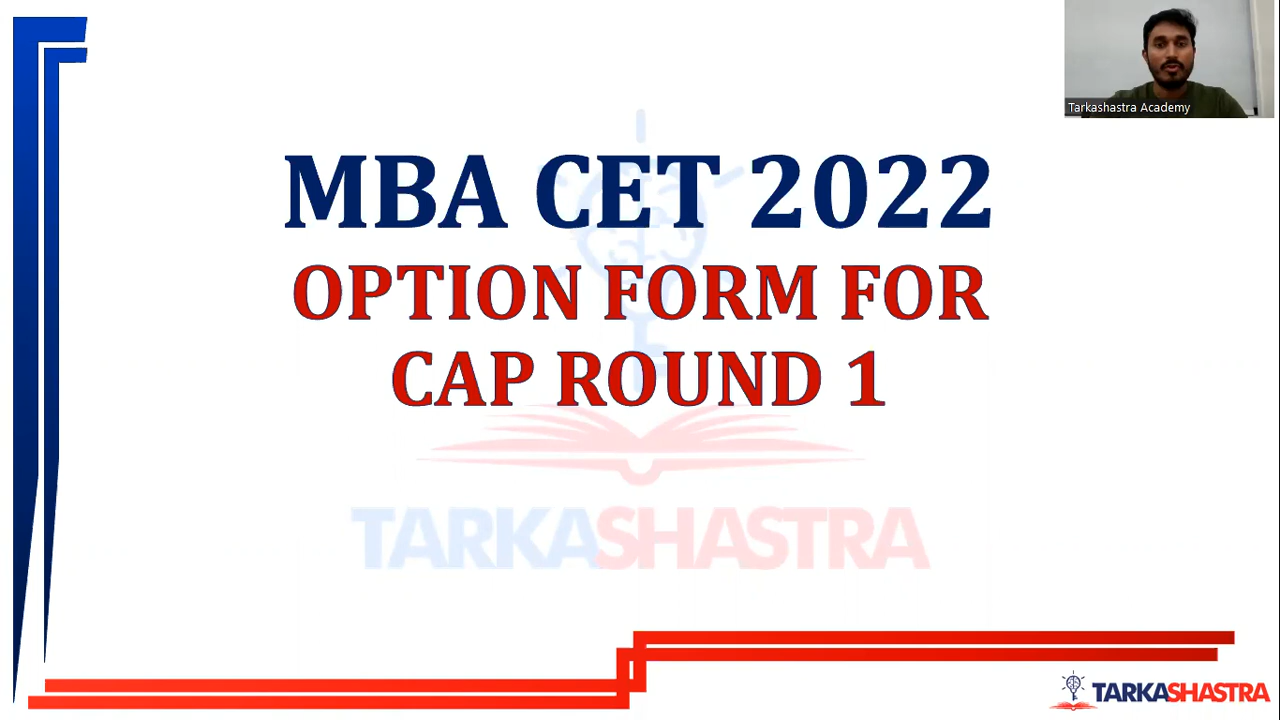 Tarkashastra Academy
MBA CET 2022
OPTION FORM FOR
CAP ROUND 1
TARKASHASTRA
TARKASHASTRA